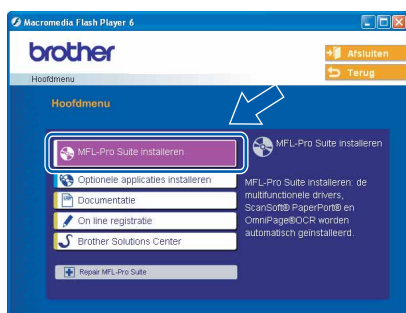 Macromedia Flash Player 6
brother
Afsluiten
Terug
Hoofdmenu
Hoofdmenu
MFL-Pro Suite installeren
Optionele applicaties installeren
Documentatie
On line registratie
Brother Solutions Center
Repair MFL-Pro Suite
MFL-Pro Suite installeren
MFL-Pro Suite installeren: de
multifunctionele drivers,
ScanSoft® PaperPort® en
OmniPage®OCR worden
automatisch geïnstalleerd.